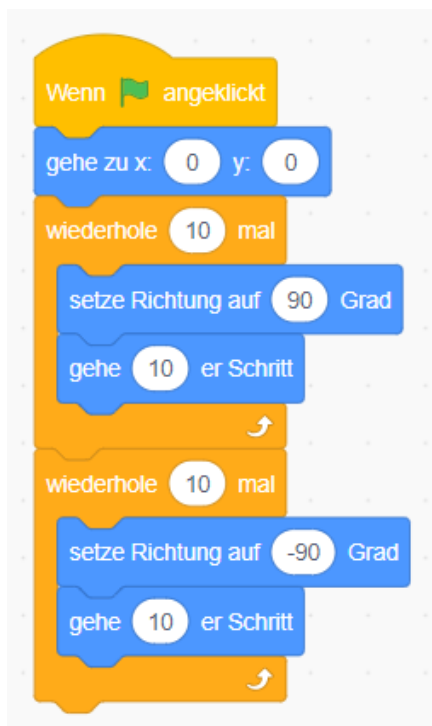 Wenn angeklickt
gehe zu x: 0 y: 0
wiederhole 10 mal
setze Richtung auf 90 Grad
gehe 10 er Schritt
wiederhole 10 mal
setze Richtung auf -90 Grad
gehe 10 er Schritt